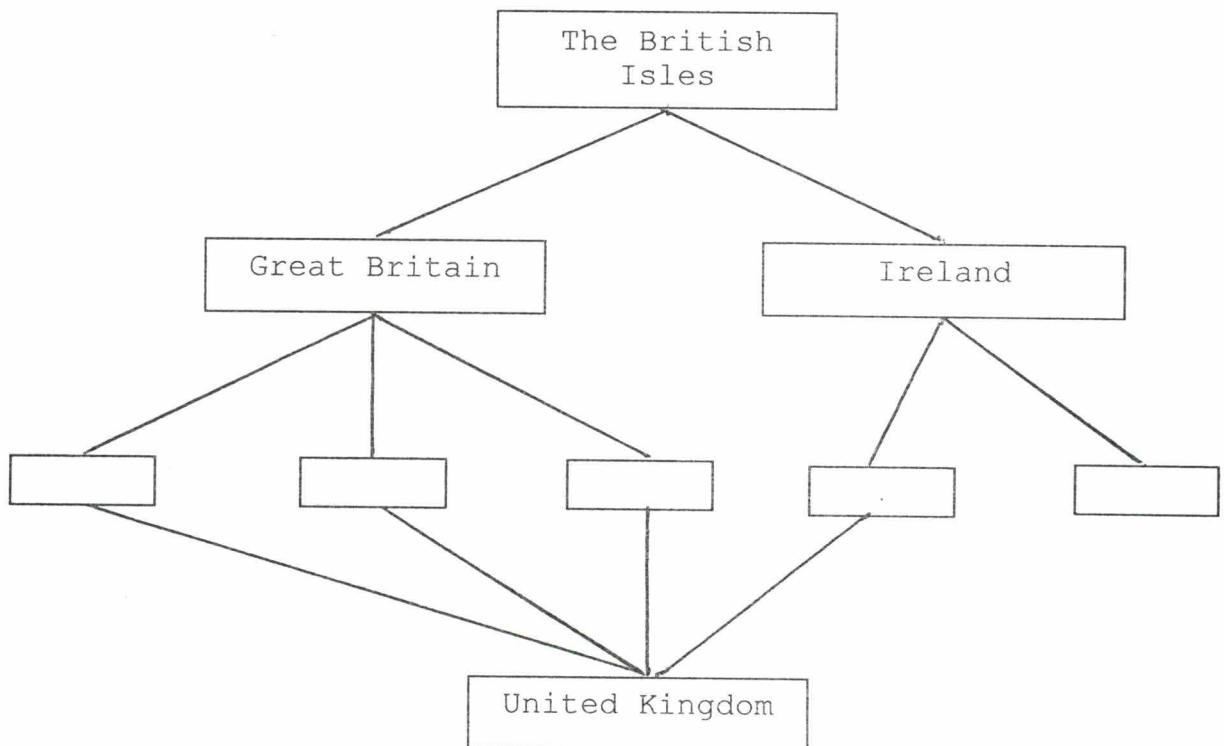 The British
Isles
Great Britain
Ireland
United Kingdom